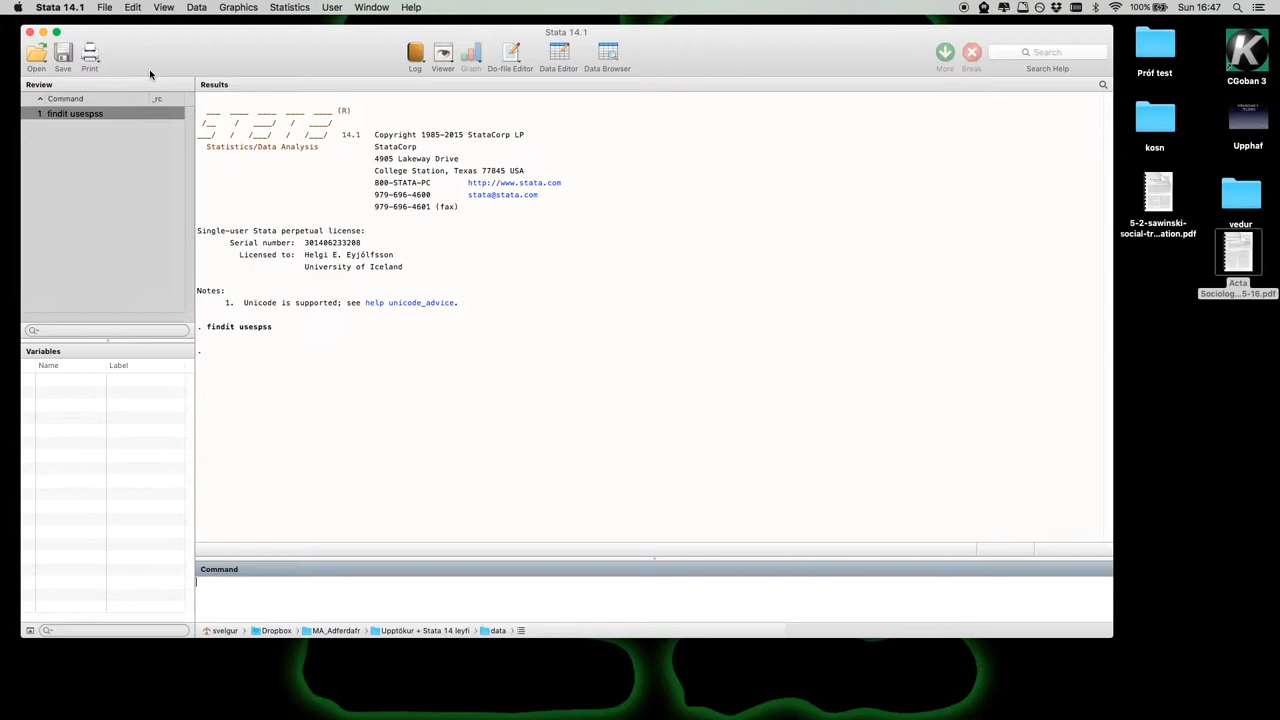 Stata 14.1 File Edit View Data Graphics Statistics User Window Help 100% Sun 16:47
Stata 14.1
Open Save Print Log Viewer Graph Do-file Editor Data Editor Data Browser More Break Search Help
Search
Review
Command _rc
1 findit usespss
Results
(R)
14.1 Copyright 1985-2015 StataCorp LP
Statistics/Data Analysis StataCorp
4905 Lakeway Drive
College Station, Texas 77845 USA
800-STATA-PC http://www.stata.com
979-696-4600 stata@stata.com
979-696-4601 (fax)
Single-user Stata perpetual license:
Serial number: 301406233208
Licensed to: Helgi E. Eyjólfsson
University of Iceland
Notes:
1. Unicode is supported; see help unicode_advice.
. findit usespss
.
Variables
Name Label
Command
svelgur Dropbox MA_Adferdafr Upptökur + Stata 14 leyfi data
Próf test
CGoban 3
kosn
Upphaf
5-2-sawinski-
social-tr...ation.pdf
vedur
Acta
Sociolog...5-16.pdf